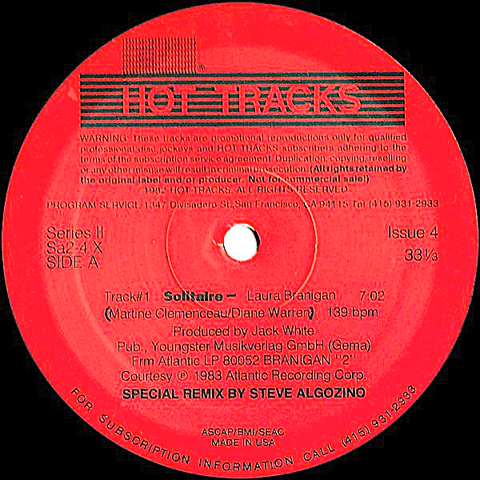 ®
HOT TRACKS
WARNING: These tracks are promotional reproductions only for qualified
professional disc jockeys and HOT TRACKS subscribers adhering to the
terms of the subscription service agreement. Duplication, copying, reselling
or any other misuse will result in criminal prosecution. (All rights retained by
the original label and/or producer. Not for commercial sale!)
1982 HOT TRACKS, ALL RIGHTS RESERVED
PROGRAM SERVICE 1347 Divisadero St., San Francisco, CA 94115 Tel (415) 931-2933
Series II Issue 4
Sa2-4 X 33⅓
SIDE A
Track#1 Solitaire — Laura Branigan 7:02
(Martine Clemenceau/Diane Warren) 139 bpm
Produced by Jack White
Pub., Youngster Musikverlag GmbH (Gema)
Frm Atlantic LP 80052 BRANIGAN "2"
Courtesy ℗ 1983 Atlantic Recording Corp.
SPECIAL REMIX BY STEVE ALGOZINO
ASCAP/BMI/SEAC
MADE IN USA
FOR SUBSCRIPTION INFORMATION CALL (415) 931-2933